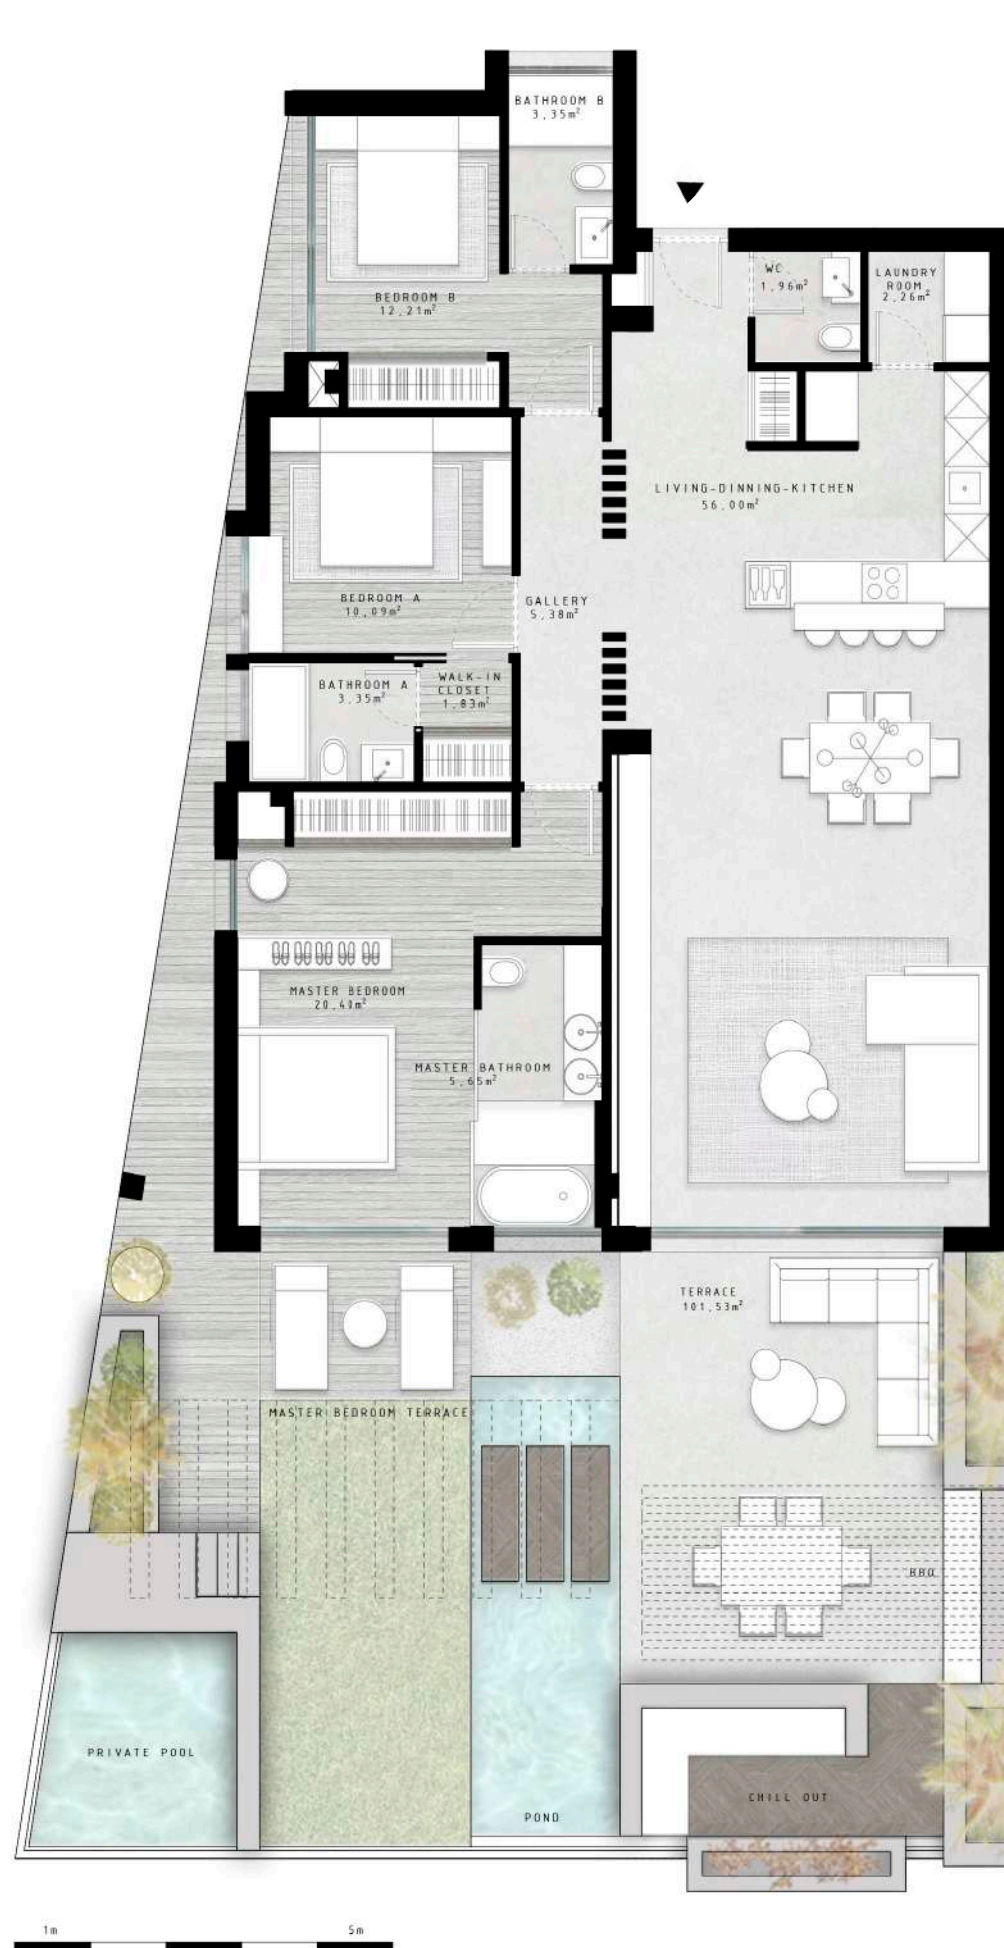 BATHROOM B
3,35m²
WC
1,96m²
LAUNDRY
ROOM
2,26m²
BEDROOM B
12,21m²
LIVING-DINNING-KITCHEN
56,00m²
BEDROOM A
10,09m²
GALLERY
5,38m²
BATHROOM A
3,35m²
WALK-IN
CLOSET
1,83m²
MASTER BEDROOM
20,40m²
MASTER BATHROOM
5,65m²
TERRACE
101,53m²
MASTER BEDROOM TERRACE
BBQ
PRIVATE POOL
CHILL OUT
POND
1m
5m